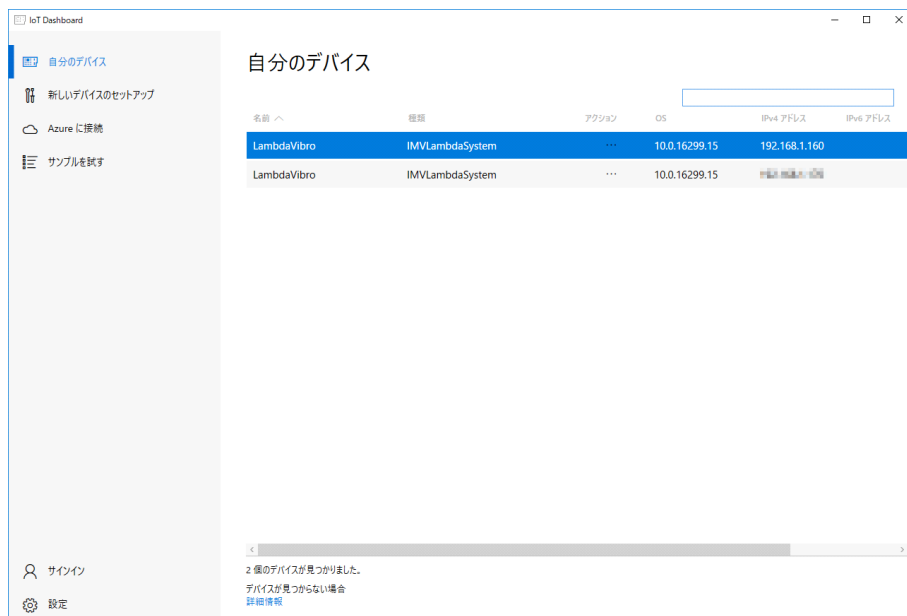 IoT Dashboard
自分のデバイス
新しいデバイスのセットアップ
Azure に接続
サンプルを試す
サインイン
設定
自分のデバイス
名前 種類 アクション OS IPv4 アドレス IPv6 アドレス
LambdaVibro IMVLambdaSystem ... 10.0.16299.15 192.168.1.160
LambdaVibro IMVLambdaSystem ... 10.0.16299.15
2 個のデバイスが見つかりました。
デバイスが見つからない場合
詳細情報